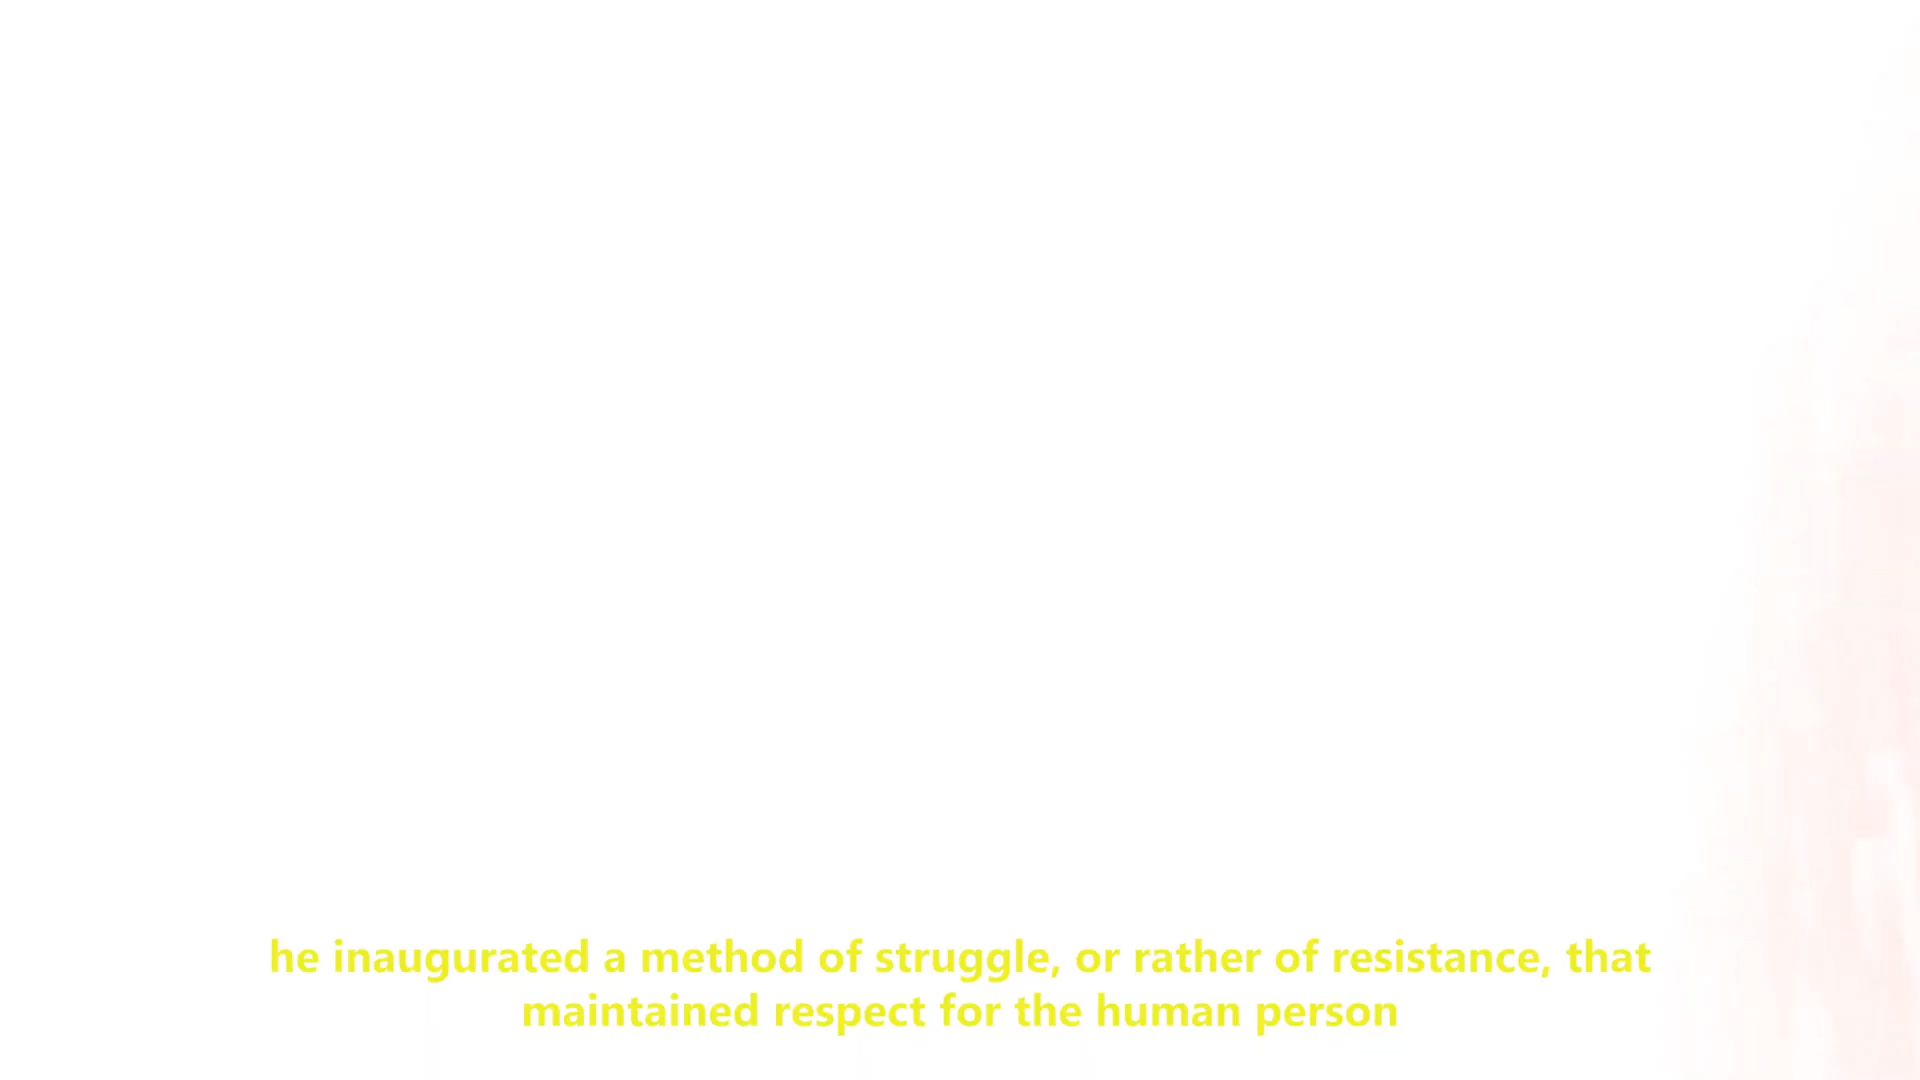 he inaugurated a method of struggle, or rather of resistance, that
maintained respect for the human person